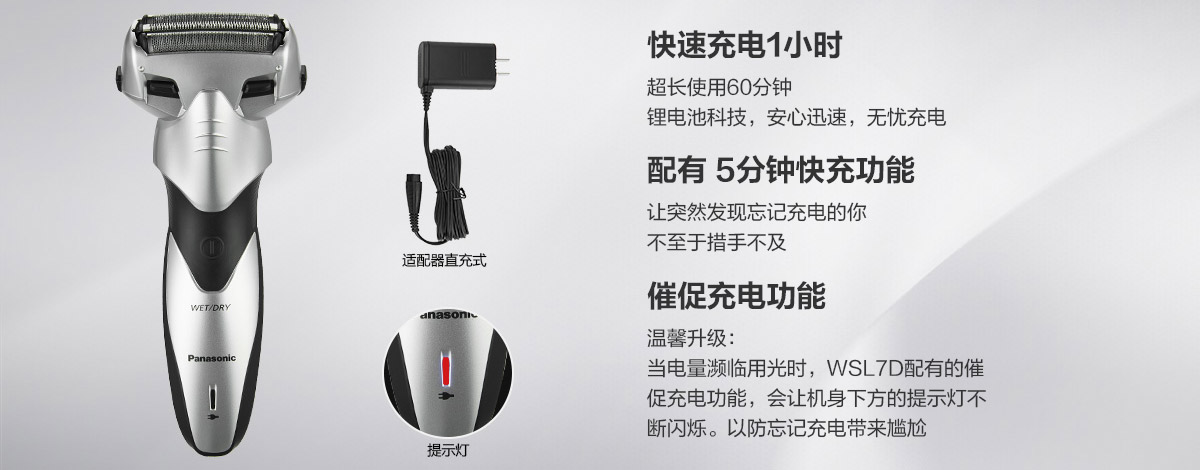 WET/DRY
Panasonic
适配器直充式
anasonic
提示灯
快速充电1小时
超长使用60分钟
锂电池科技，安心迅速，无忧充电
配有 5分钟快充功能
让突然发现忘记充电的你
不至于措手不及
催促充电功能
温馨升级：
当电量濒临用光时，WSL7D配有的催
促充电功能，会让机身下方的提示灯不
断闪烁。以防忘记充电带来尴尬